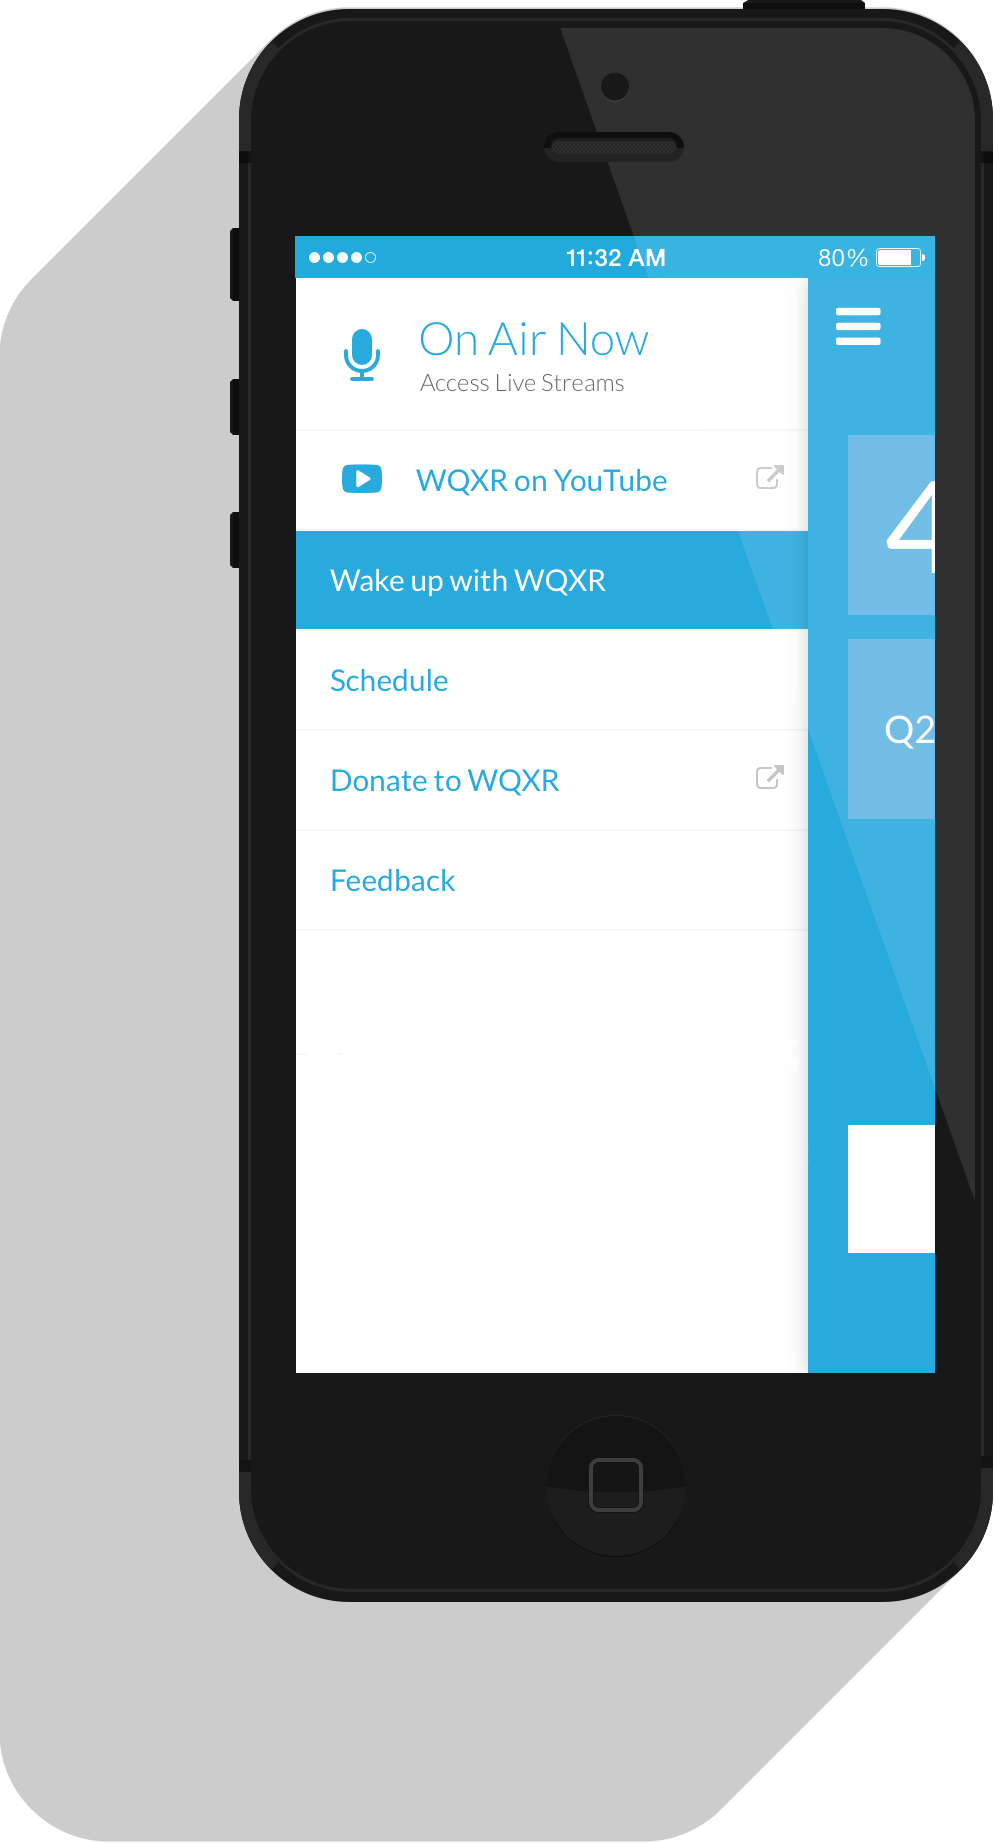 11:32 AM 80%
On Air Now
Access Live Streams
WQXR on YouTube
Wake up with WQXR
Schedule
Donate to WQXR
Feedback
4
Q2